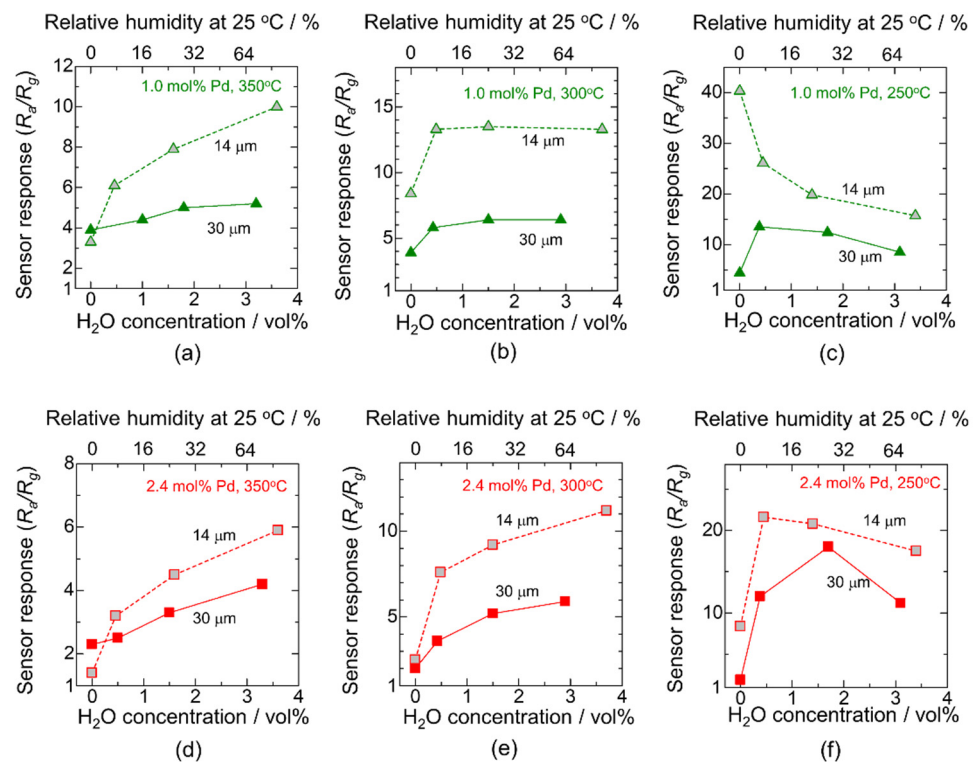 Relative humidity at 25 °C / %
0 16 32 64
12
10
8
6
4
2
1
Sensor response (Ra/Rg)
1.0 mol% Pd, 350°C
14 μm
30 μm
0 1 2 3 4
H2O concentration / vol%
(a)
Relative humidity at 25 °C / %
0 16 32 64
15
10
5
1
Sensor response (Ra/Rg)
1.0 mol% Pd, 300°C
14 μm
30 μm
0 1 2 3 4
H2O concentration / vol%
(b)
Relative humidity at 25 °C / %
0 16 32 64
40
30
20
10
1
Sensor response (Ra/Rg)
1.0 mol% Pd, 250°C
14 μm
30 μm
0 1 2 3 4
H2O concentration / vol%
(c)
Relative humidity at 25 °C / %
0 16 32 64
8
6
4
2
1
Sensor response (Ra/Rg)
2.4 mol% Pd, 350°C
14 μm
30 μm
0 1 2 3 4
H2O concentration / vol%
(d)
Relative humidity at 25 °C / %
0 16 32 64
10
5
1
Sensor response (Ra/Rg)
2.4 mol% Pd, 300°C
14 μm
30 μm
0 1 2 3 4
H2O concentration / vol%
(e)
Relative humidity at 25 °C / %
0 16 32 64
20
10
1
Sensor response (Ra/Rg)
2.4 mol% Pd, 250°C
14 μm
30 μm
0 1 2 3 4
H2O concentration / vol%
(f)